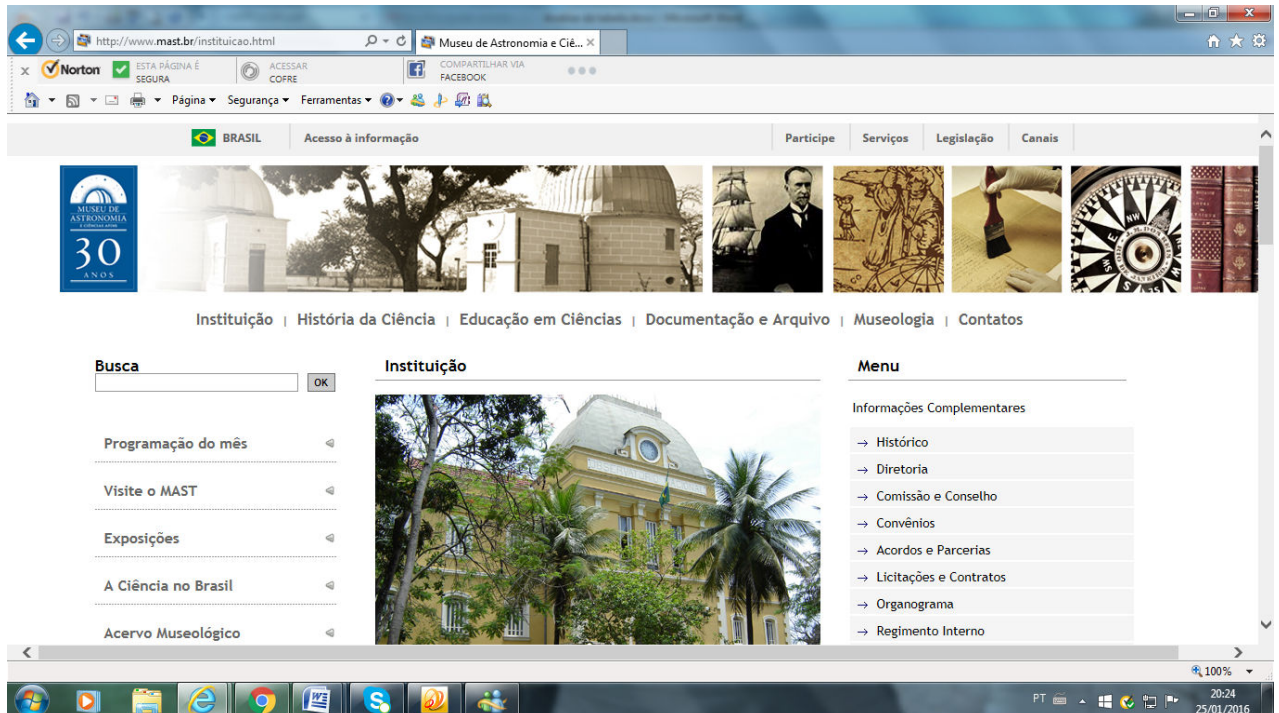 http://www.mast.br/instituicao.html
Museu de Astronomia e Ciê...
Norton
ESTA PÁGINA É
SEGURA
ACESSAR
COFRE
COMPARTILHAR VIA
FACEBOOK
Página
Segurança
Ferramentas
BRASIL
Acesso à informação
Participe
Serviços
Legislação
Canais
MUSEU DE
ASTRONOMIA
E CIÊNCIAS AFINS
30
ANOS
NW
Instituição | História da Ciência | Educação em Ciências | Documentação e Arquivo | Museologia | Contatos
Busca
OK
Programação do mês
Visite o MAST
Exposições
A Ciência no Brasil
Acervo Museológico
Instituição
Menu
Informações Complementares
→ Histórico
→ Diretoria
→ Comissão e Conselho
→ Convênios
→ Acordos e Parcerias
→ Licitações e Contratos
→ Organograma
→ Regimento Interno
100%
PT
20:24
25/01/2016